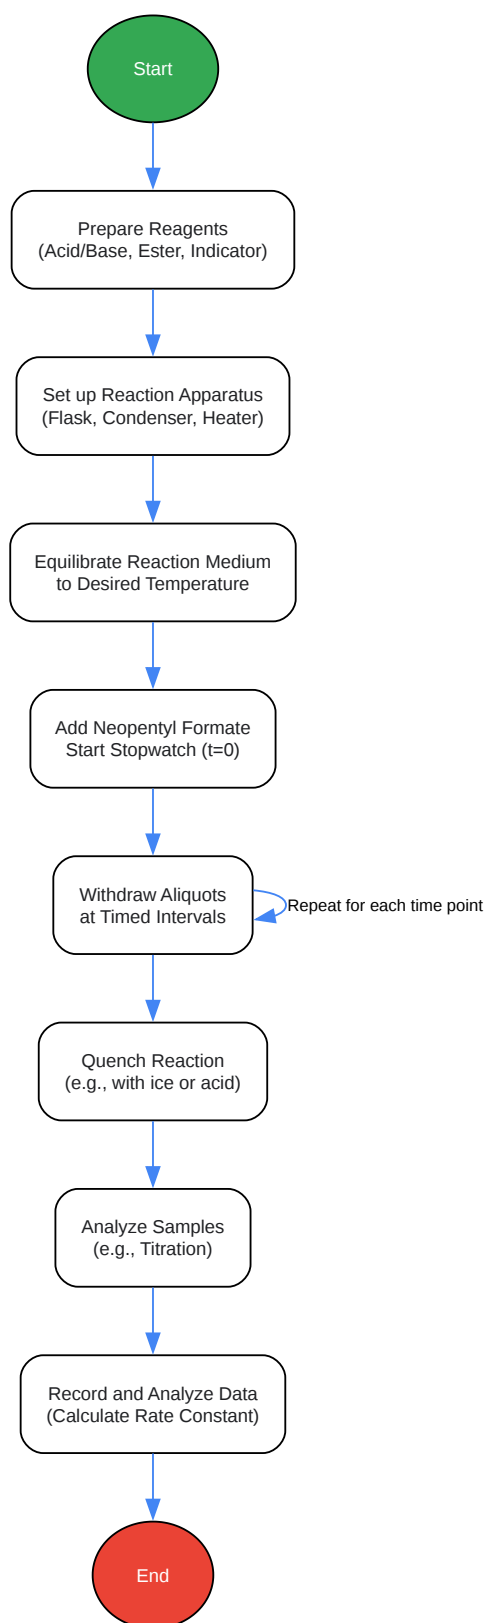 Start
Prepare Reagents
(Acid/Base, Ester, Indicator)
Set up Reaction Apparatus
(Flask, Condenser, Heater)
Equilibrate Reaction Medium
to Desired Temperature
Add Neopentyl Formate
Start Stopwatch (t=0)
Withdraw Aliquots
at Timed Intervals
Repeat for each time point
Quench Reaction
(e.g., with ice or acid)
Analyze Samples
(e.g., Titration)
Record and Analyze Data
(Calculate Rate Constant)
End